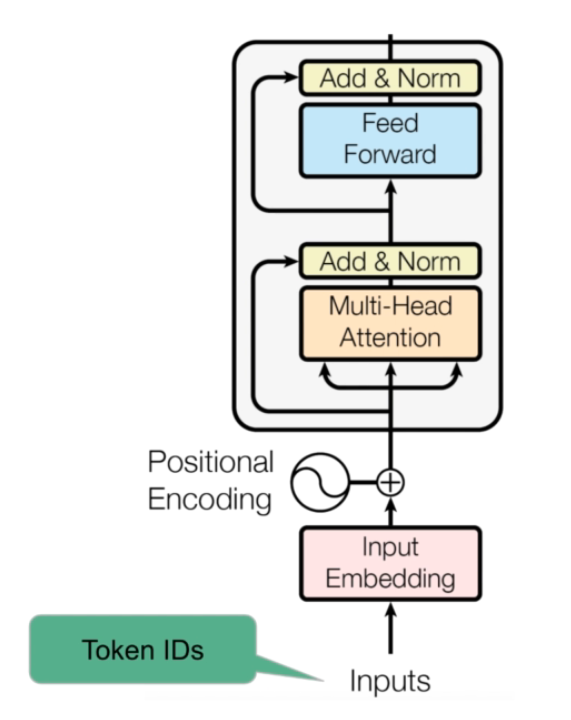 Add & Norm
Feed
Forward
Add & Norm
Multi-Head
Attention
Positional
Encoding
Input
Embedding
Token IDs
Inputs